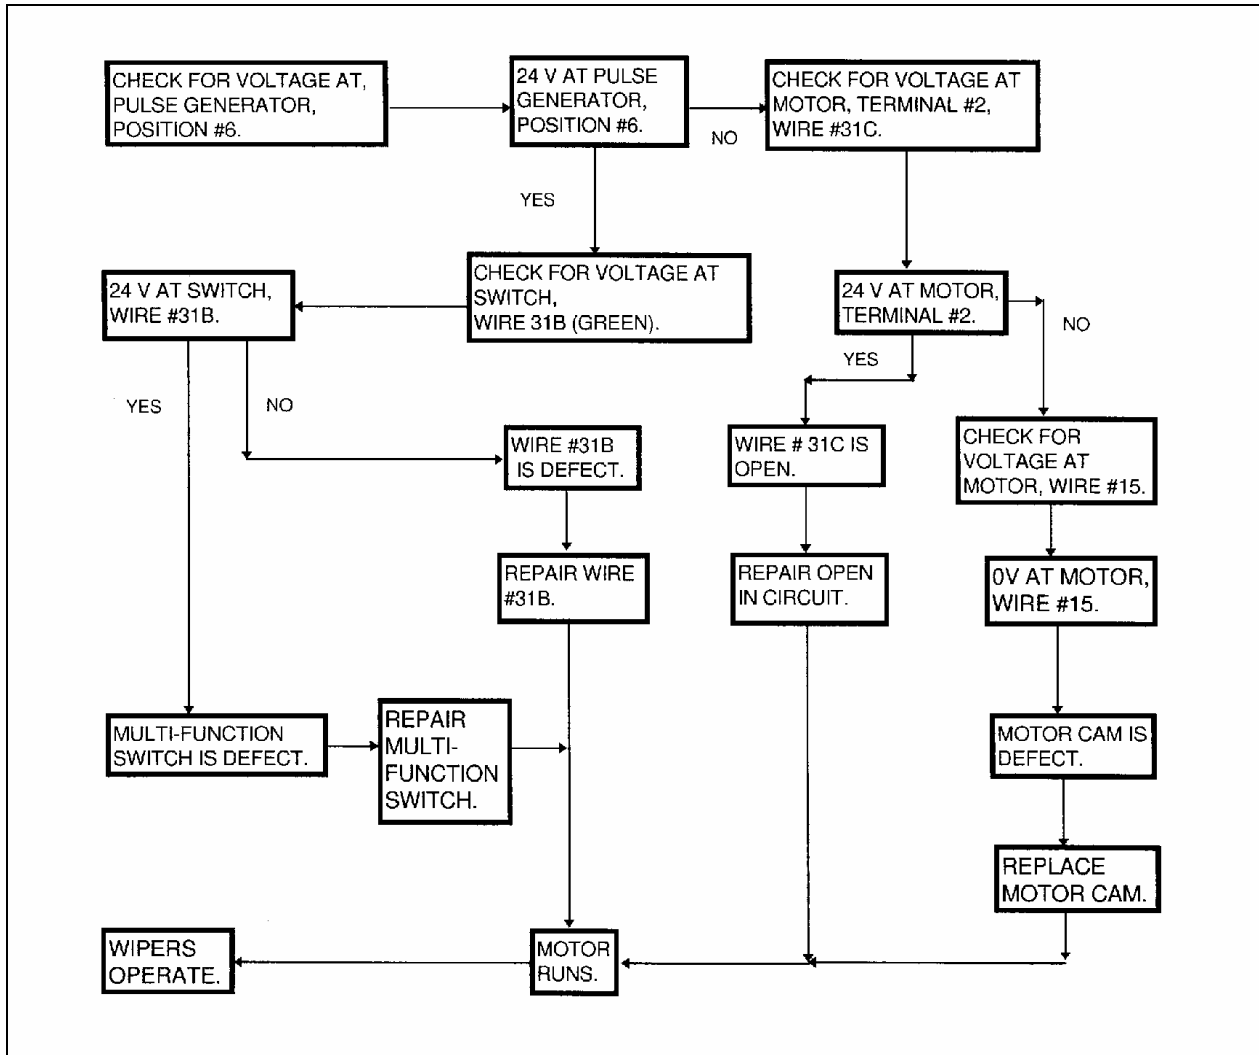 CHECK FOR VOLTAGE AT,
PULSE GENERATOR,
POSITION #6.
24 V AT PULSE
GENERATOR,
POSITION #6.
NO
CHECK FOR VOLTAGE AT
MOTOR, TERMINAL #2,
WIRE #31C.
YES
24 V AT SWITCH,
WIRE #31B.
CHECK FOR VOLTAGE AT
SWITCH,
WIRE 31B (GREEN).
24 V AT MOTOR,
TERMINAL #2.
NO
YES
YES
NO
WIRE #31B
IS DEFECT.
WIRE # 31C IS
OPEN.
CHECK FOR
VOLTAGE AT
MOTOR, WIRE #15.
REPAIR WIRE
#31B.
REPAIR OPEN
IN CIRCUIT.
0V AT MOTOR,
WIRE #15.
MULTI-FUNCTION
SWITCH IS DEFECT.
REPAIR
MULTI-
FUNCTION
SWITCH.
MOTOR CAM IS
DEFECT.
REPLACE
MOTOR CAM.
WIPERS
OPERATE.
MOTOR
RUNS.